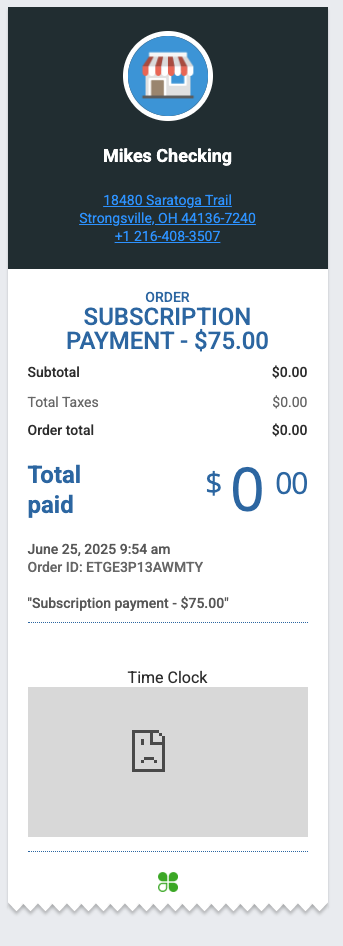 Mikes Checking
18480 Saratoga Trail
Strongsville, OH 44136-7240
+1 216-408-3507
ORDER
SUBSCRIPTION
PAYMENT - $75.00
Subtotal $0.00
Total Taxes $0.00
Order total $0.00
Total paid $ 0 00
June 25, 2025 9:54 am
Order ID: ETGE3P13AWMTY
"Subscription payment - $75.00"
Time Clock